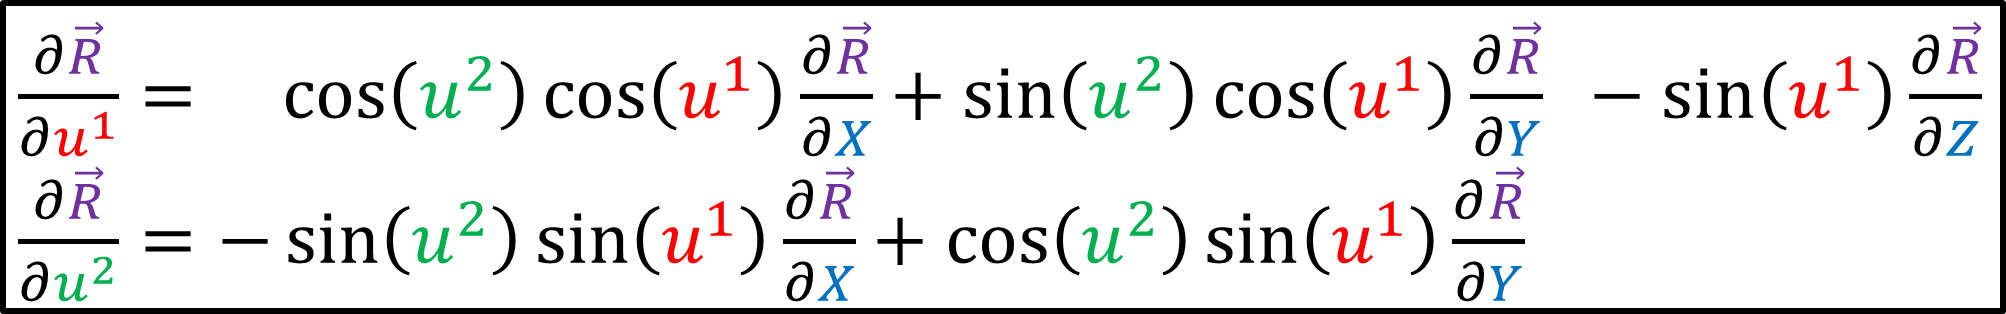 ∂R⃗/∂u¹ = cos(u²) cos(u¹) ∂R⃗/∂X + sin(u²) cos(u¹) ∂R⃗/∂Y − sin(u¹) ∂R⃗/∂Z
∂R⃗/∂u² = − sin(u²) sin(u¹) ∂R⃗/∂X + cos(u²) sin(u¹) ∂R⃗/∂Y